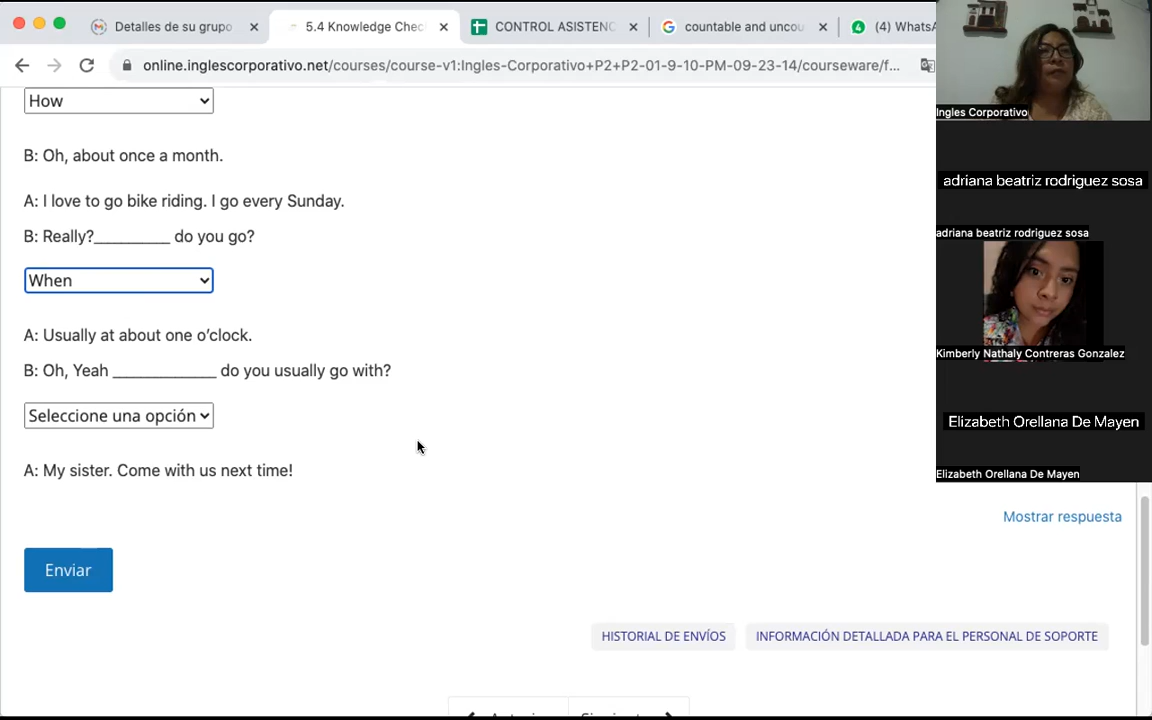 Detalles de su grupo
5.4 Knowledge Chec
CONTROL ASISTENC
countable and uncou
(4) WhatsA
online.inglescorporativo.net/courses/course-v1:Ingles-Corporativo+P2+P2-01-9-10-PM-09-23-14/courseware/f...
How
B: Oh, about once a month.
A: I love to go bike riding. I go every Sunday.
B: Really?_________ do you go?
When
A: Usually at about one o’clock.
B: Oh, Yeah ____________ do you usually go with?
Seleccione una opción
A: My sister. Come with us next time!
Mostrar respuesta
Enviar
HISTORIAL DE ENVÍOS
INFORMACIÓN DETALLADA PARA EL PERSONAL DE SOPORTE
Ingles Corporativo
adriana beatriz rodriguez sosa
adriana beatriz rodriguez sosa
Kimberly Nathaly Contreras Gonzalez
Elizabeth Orellana De Mayen
Elizabeth Orellana De Mayen